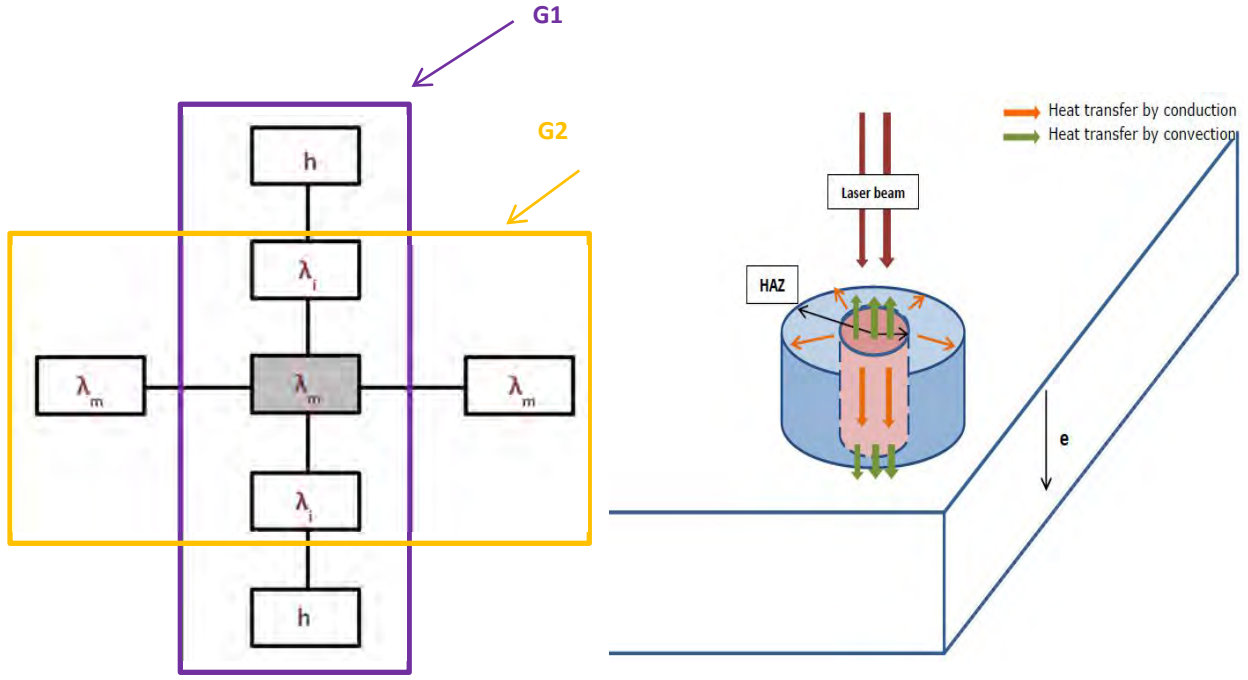 G1
G2
h
λi
λm
λm
λm
λi
h
Heat transfer by conduction
Heat transfer by convection
Laser beam
HAZ
e